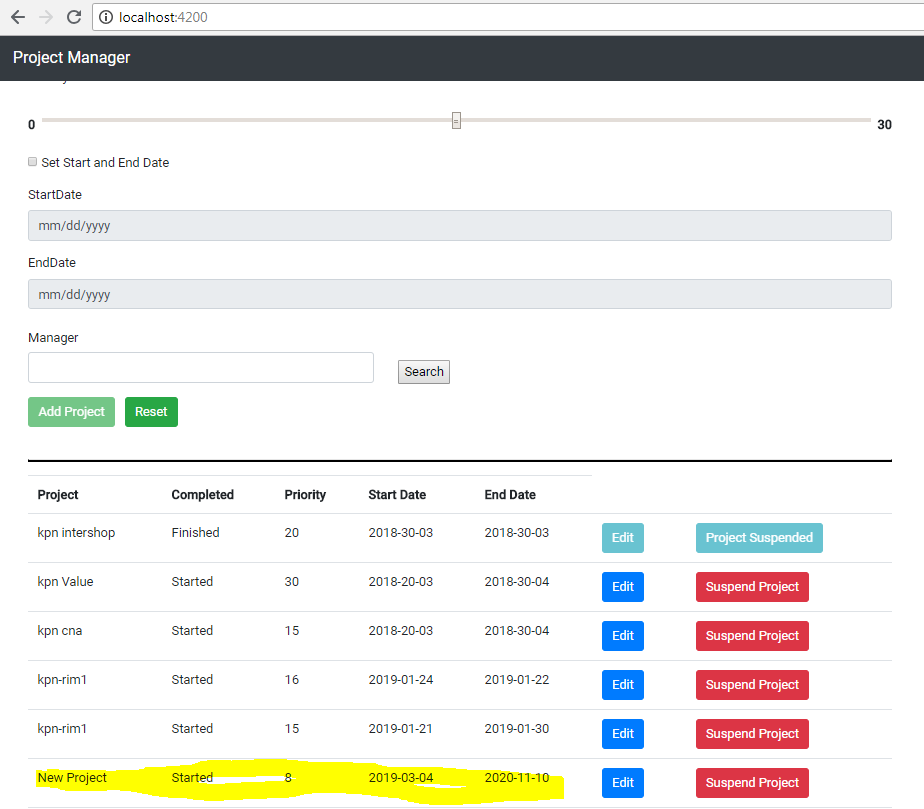 localhost:4200
Project Manager
0 30
Set Start and End Date
StartDate
mm/dd/yyyy
EndDate
mm/dd/yyyy
Manager
Search
Add Project Reset
Project Completed Priority Start Date End Date
kpn intershop Finished 20 2018-30-03 2018-30-03 Edit Project Suspended
kpn Value Started 30 2018-20-03 2018-30-04 Edit Suspend Project
kpn cna Started 15 2018-20-03 2018-30-04 Edit Suspend Project
kpn-rim1 Started 16 2019-01-24 2019-01-22 Edit Suspend Project
kpn-rim1 Started 15 2019-01-21 2019-01-30 Edit Suspend Project
New Project Started 8 2019-03-04 2020-11-10 Edit Suspend Project